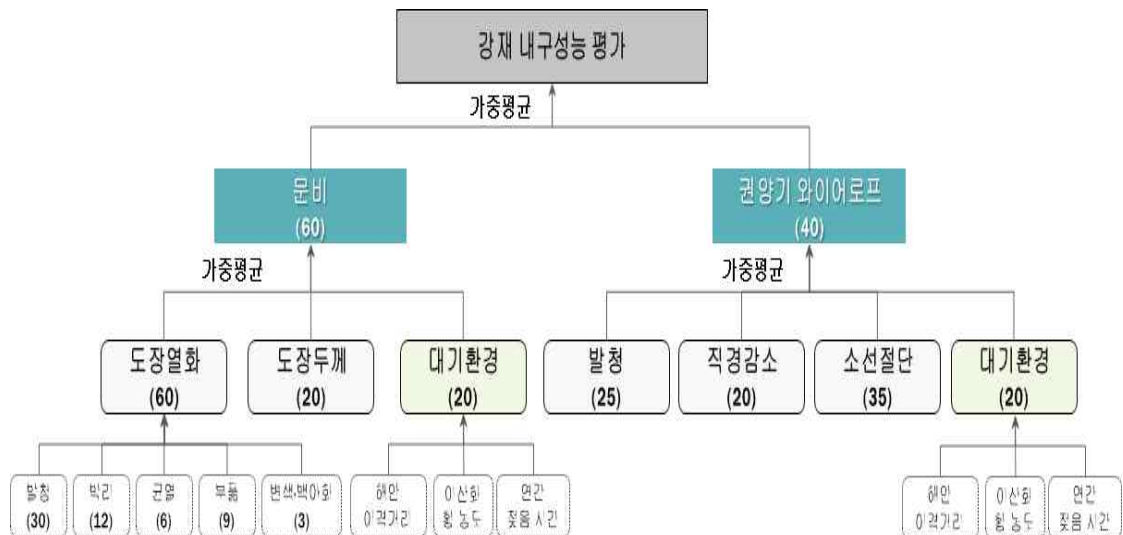 강재 내구성능 평가
가중평균
문비
(60)
권양기 와이어로프
(40)
가중평균
가중평균
도장열화
(60)
도장두께
(20)
대기환경
(20)
발청
(25)
직경감소
(20)
소선절단
(35)
대기환경
(20)
발청
(30)
박리
(12)
균열
(6)
부풂
(9)
변색·백아화
(3)
해안
이격거리
이산화
황 농도
연간
젖음 시간
해안
이격거리
이산화
황 농도
연간
젖음 시간